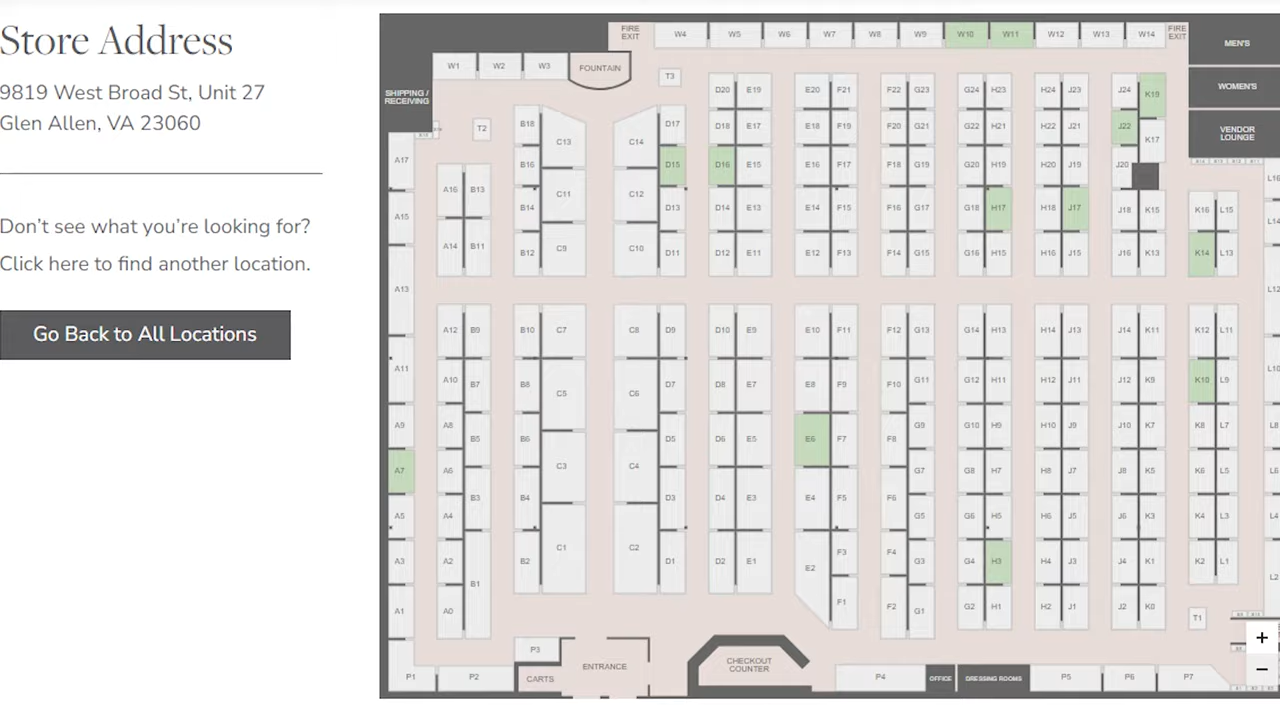 Store Address
9819 West Broad St, Unit 27
Glen Allen, VA 23060
Don't see what you're looking for?
Click here to find another location.
Go Back to All Locations
FIRE EXIT
W4 W5 W6 W7 W8 W9 W10 W11 W12 W13 W14
FIRE EXIT
MEN'S
WOMEN'S
VENDOR LOUNGE
W1 W2 W3
FOUNTAIN
SHIPPING / RECEIVING
T3
T2
D20 E19 E20 F21 F22 G23 G24 H23 H22 J23 J24 K19
B18 C13 C14 D17 D18 E17 E18 F19 F20 G21 G22 H21 H22 J21 J22 K17
A17 B16 D15 D16 E15 E16 F17 F18 G19 G20 H19 H20 J19 J20
L16
A16 B13 C11 C12
A15 B14 D13 D14 E13 E14 F15 F16 G17 G18 H17 H18 J17 J18 K15 K16 L15 L14
A14 B11 B12 C9 C10 D11 D12 E11 E12 F13 F14 G15 G16 H15 H16 J15 J16 K13 K14 L13
A13 L12
A12 B9 B10 C7 C8 D9 D10 E9 E10 F11 F12 G13 G14 H13 H14 J13 J14 K11 K12 L11
A11 L10
A10 B7 B8 C5 C6 D7 D8 E7 E8 F9 F10 G11 G12 H11 H12 J11 J12 K9 K10 L9
A9 A8 B5 B6 D5 D6 E5 E6 F7 F8 G9 G10 H9 H10 J9 J10 K7 K8 L7 L8
A7 A6 C3 C4 G7 G8 H7 H8 J7 J8 K5 K6 L5 L6
B3 B4 D3 D4 E3 E4 F5 F6
A5 A4 G5 G6 H5 H6 J5 J6 K3 K4 L3 L4
C1 C2
A3 A2 B2 D1 D2 E1 E2 F3 F4 G3 G4 H3 H4 J3 J4 K1 K2 L1 L2
B1
A1 A0 F1 F2 G1 G2 H1 H2 J1 J2 K0
T1
P3
P1 P2
CARTS
ENTRANCE
CHECKOUT COUNTER
P4
OFFICE
DRESSING ROOMS
P5 P6 P7
+
−